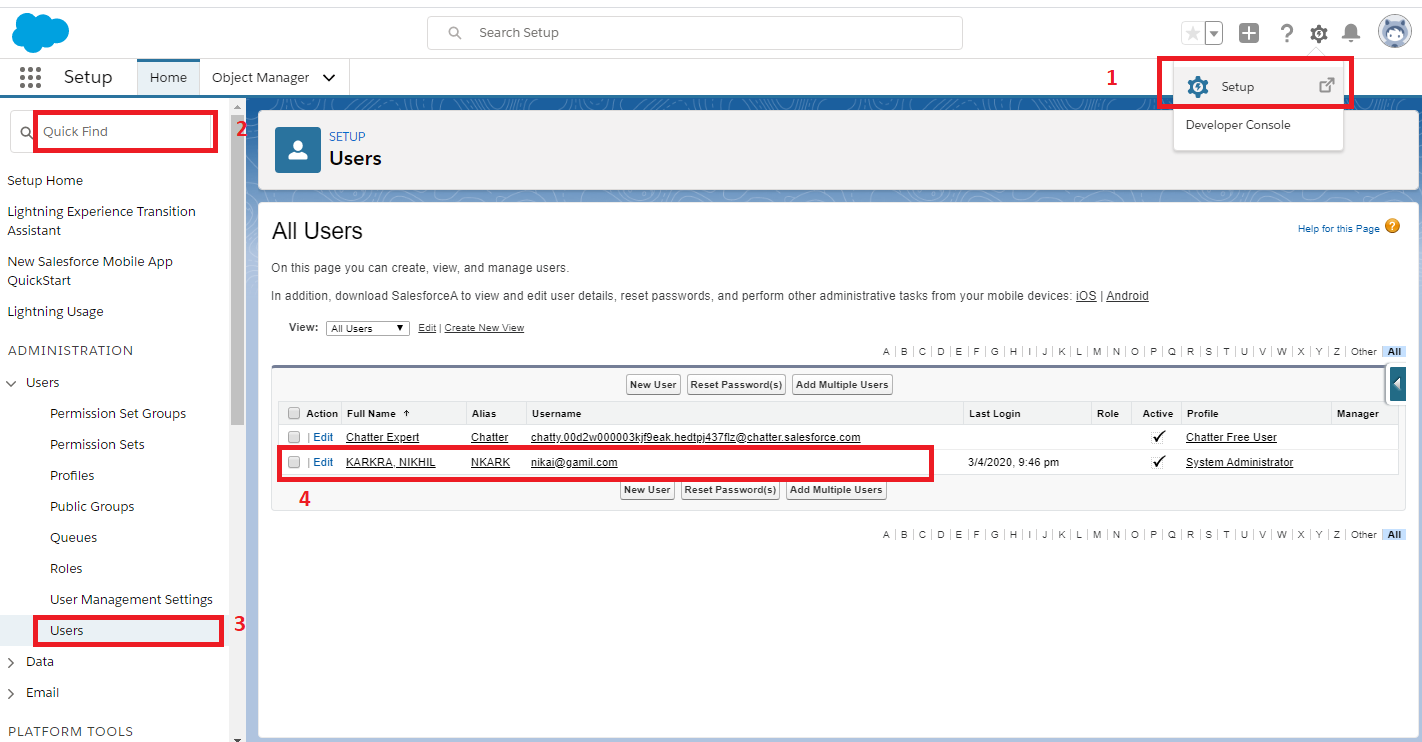 Search Setup
Setup
Home
Object Manager
1
Setup
Developer Console
Quick Find
2
SETUP
Users
Setup Home
Lightning Experience Transition
Assistant
New Salesforce Mobile App
QuickStart
Lightning Usage
ADMINISTRATION
Users
Permission Set Groups
Permission Sets
Profiles
Public Groups
Queues
Roles
User Management Settings
Users
3
Data
Email
PLATFORM TOOLS
All Users
Help for this Page ?
On this page you can create, view, and manage users.
In addition, download SalesforceA to view and edit user details, reset passwords, and perform other administrative tasks from your mobile devices: iOS | Android
View: All Users Edit | Create New View
A | B | C | D | E | F | G | H | I | J | K | L | M | N | O | P | Q | R | S | T | U | V | W | X | Y | Z | Other All
New User Reset Password(s) Add Multiple Users
Action Full Name ↑ Alias Username Last Login Role Active Profile Manager
| Edit Chatter Expert Chatter chatty.00d2w000003kjf9eak.hedtpj437flz@chatter.salesforce.com Chatter Free User
| Edit KARKRA, NIKHIL NKARK nikai@gamil.com 3/4/2020, 9:46 pm System Administrator
4
New User Reset Password(s) Add Multiple Users
A | B | C | D | E | F | G | H | I | J | K | L | M | N | O | P | Q | R | S | T | U | V | W | X | Y | Z | Other All